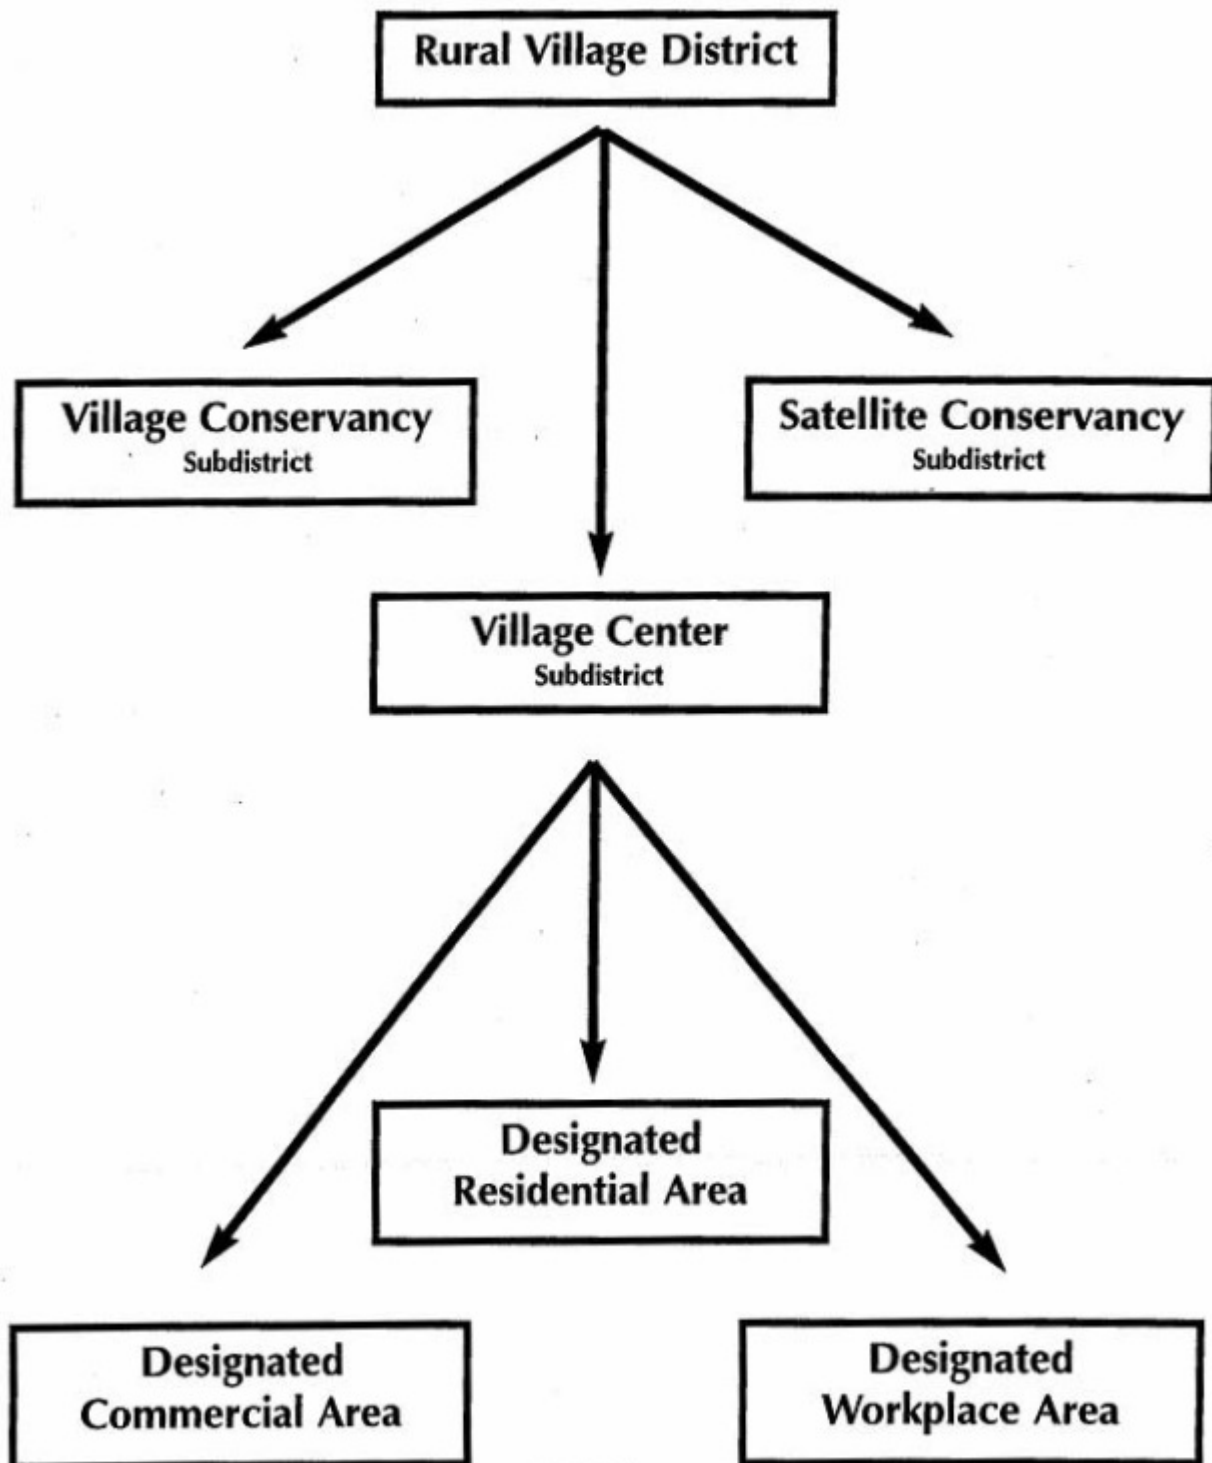 Rural Village District
Village Conservancy
Subdistrict
Satellite Conservancy
Subdistrict
Village Center
Subdistrict
Designated
Residential Area
Designated
Commercial Area
Designated
Workplace Area